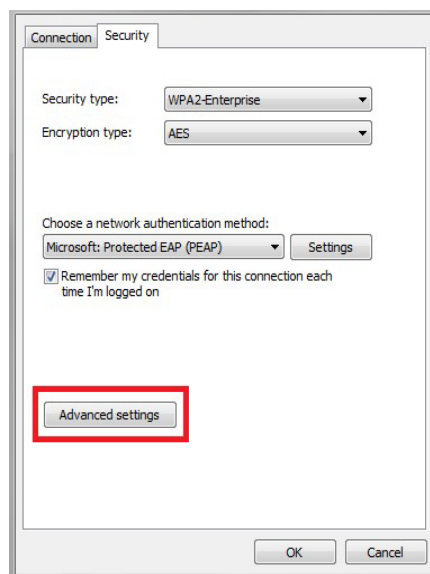 Connection Security
Security type: WPA2-Enterprise
Encryption type: AES
Choose a network authentication method:
Microsoft: Protected EAP (PEAP) Settings
Remember my credentials for this connection each
time I'm logged on
Advanced settings
OK Cancel